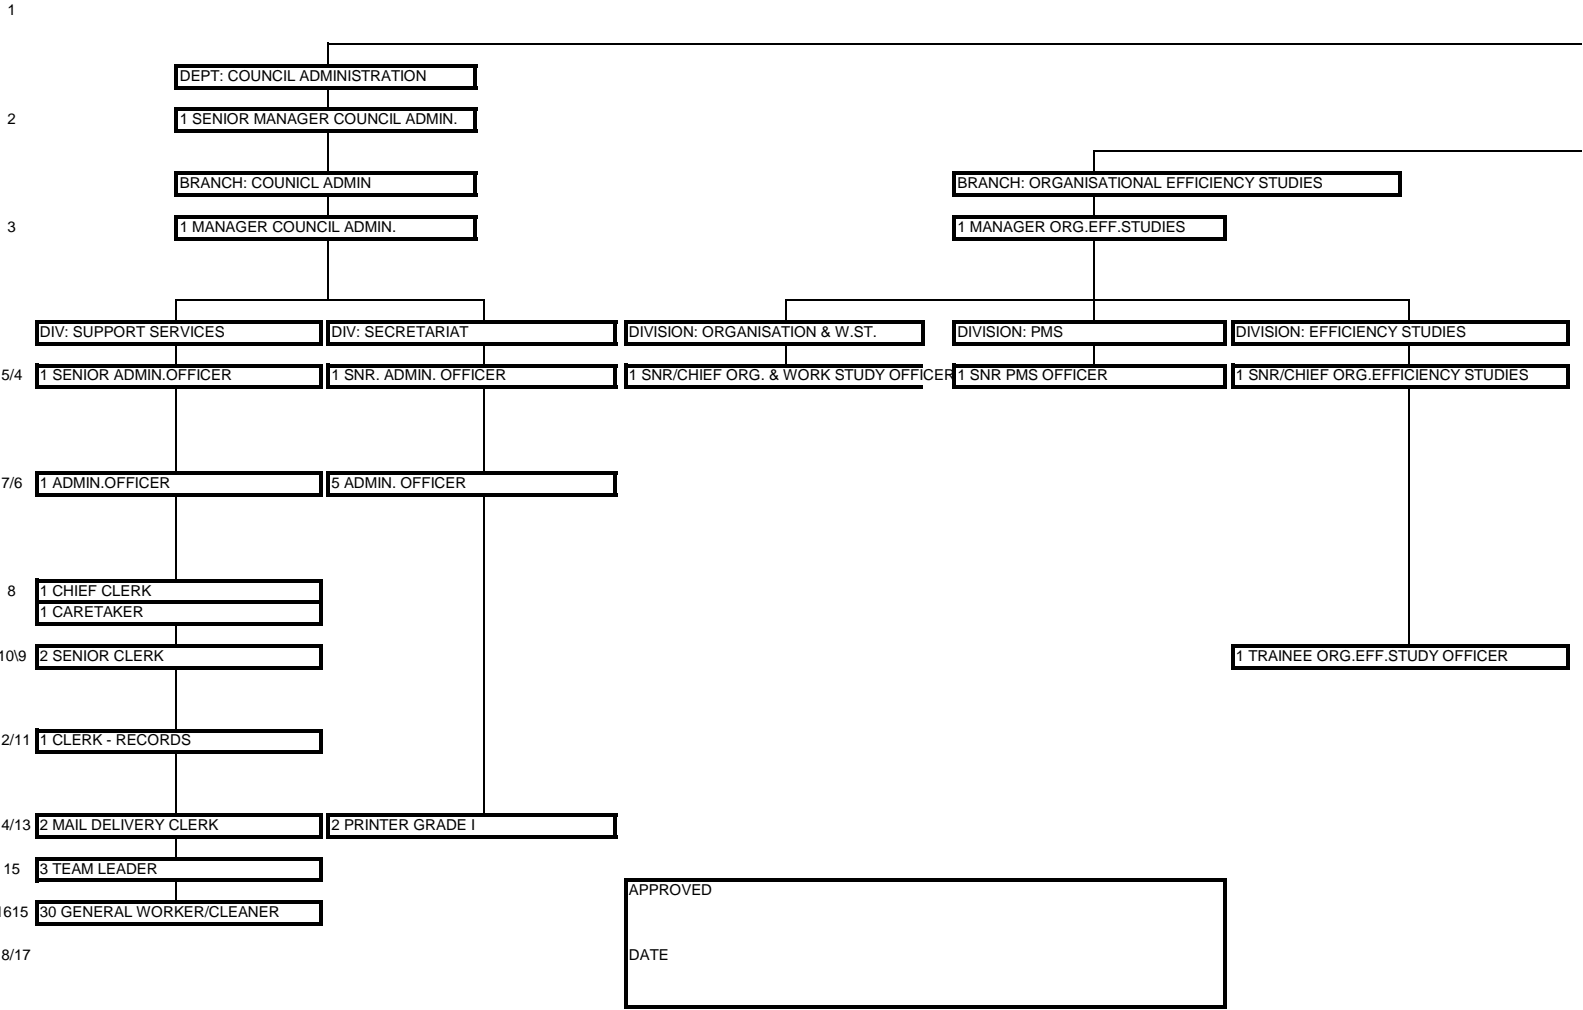 1
DEPT: COUNCIL ADMINISTRATION
2 1 SENIOR MANAGER COUNCIL ADMIN.
BRANCH: COUNICL ADMIN BRANCH: ORGANISATIONAL EFFICIENCY STUDIES
3 1 MANAGER COUNCIL ADMIN. 1 MANAGER ORG.EFF.STUDIES
DIV: SUPPORT SERVICES DIV: SECRETARIAT DIVISION: ORGANISATION & W.ST. DIVISION: PMS DIVISION: EFFICIENCY STUDIES
5/4 1 SENIOR ADMIN.OFFICER 1 SNR. ADMIN. OFFICER 1 SNR/CHIEF ORG. & WORK STUDY OFFICER 1 SNR PMS OFFICER 1 SNR/CHIEF ORG.EFFICIENCY STUDIES
7/6 1 ADMIN.OFFICER 5 ADMIN. OFFICER
8 1 CHIEF CLERK
1 CARETAKER
10\9 2 SENIOR CLERK 1 TRAINEE ORG.EFF.STUDY OFFICER
2/11 1 CLERK - RECORDS
4/13 2 MAIL DELIVERY CLERK 2 PRINTER GRADE I
15 3 TEAM LEADER
APPROVED
1615 30 GENERAL WORKER/CLEANER
8/17 DATE